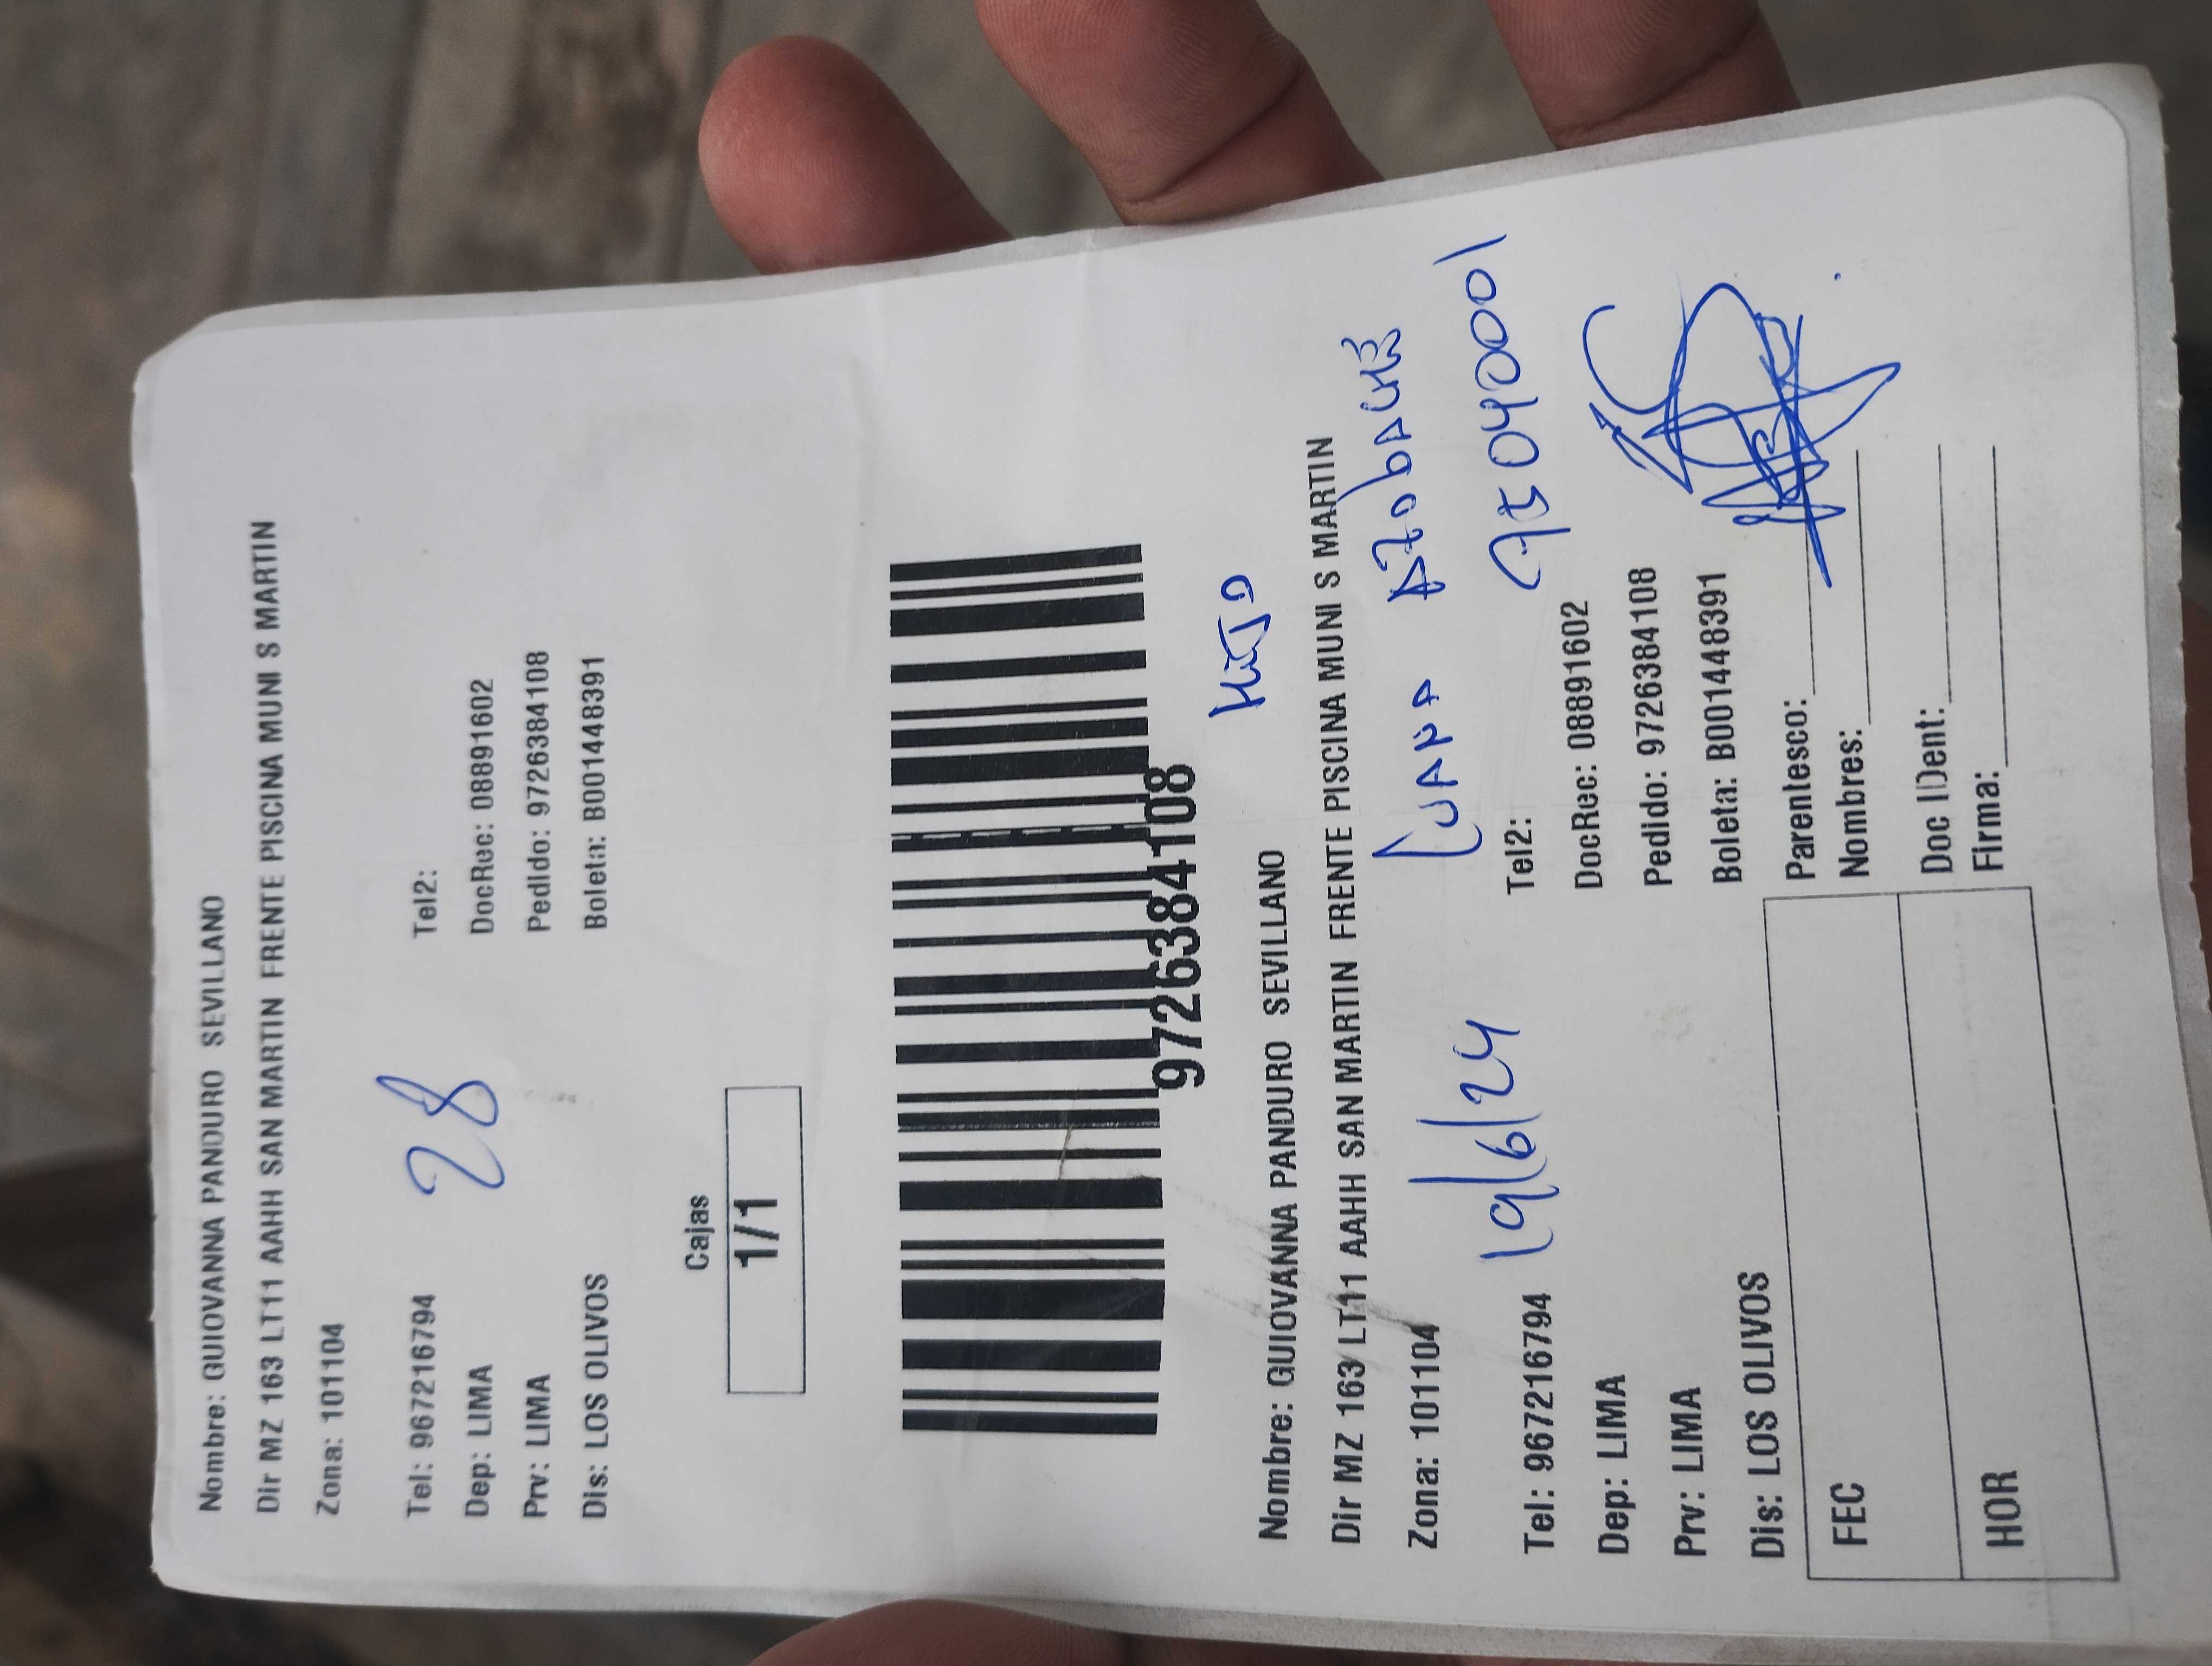 Nombre: GUIOVANNA PANDURO SEVILLANO
Dir MZ 163 LT11 AAHH SAN MARTIN FRENTE PISCINA MUNI S MARTIN
Zona: 101104
Tel: 967216794 28 Tel2:
Dep: LIMA DocRec: 08891602
Prv: LIMA Pedido: 9726384108
Dis: LOS OLIVOS Boleta: B001448391
Cajas
1/1
9726384108
HIJO
Nombre: GUIOVANNA PANDURO SEVILLANO
Dir MZ 163 LT11 AAHH SAN MARTIN FRENTE PISCINA MUNI S MARTIN
Zona: 101104
Tel: 967216794 19/6/24 Tel2: 75042001
Dep: LIMA DocRec: 08891602
Prv: LIMA Pedido: 9726384108
Dis: LOS OLIVOS Boleta: B001448391
FEC Parentesco:
Nombres:
HOR Doc IDent:
Firma: